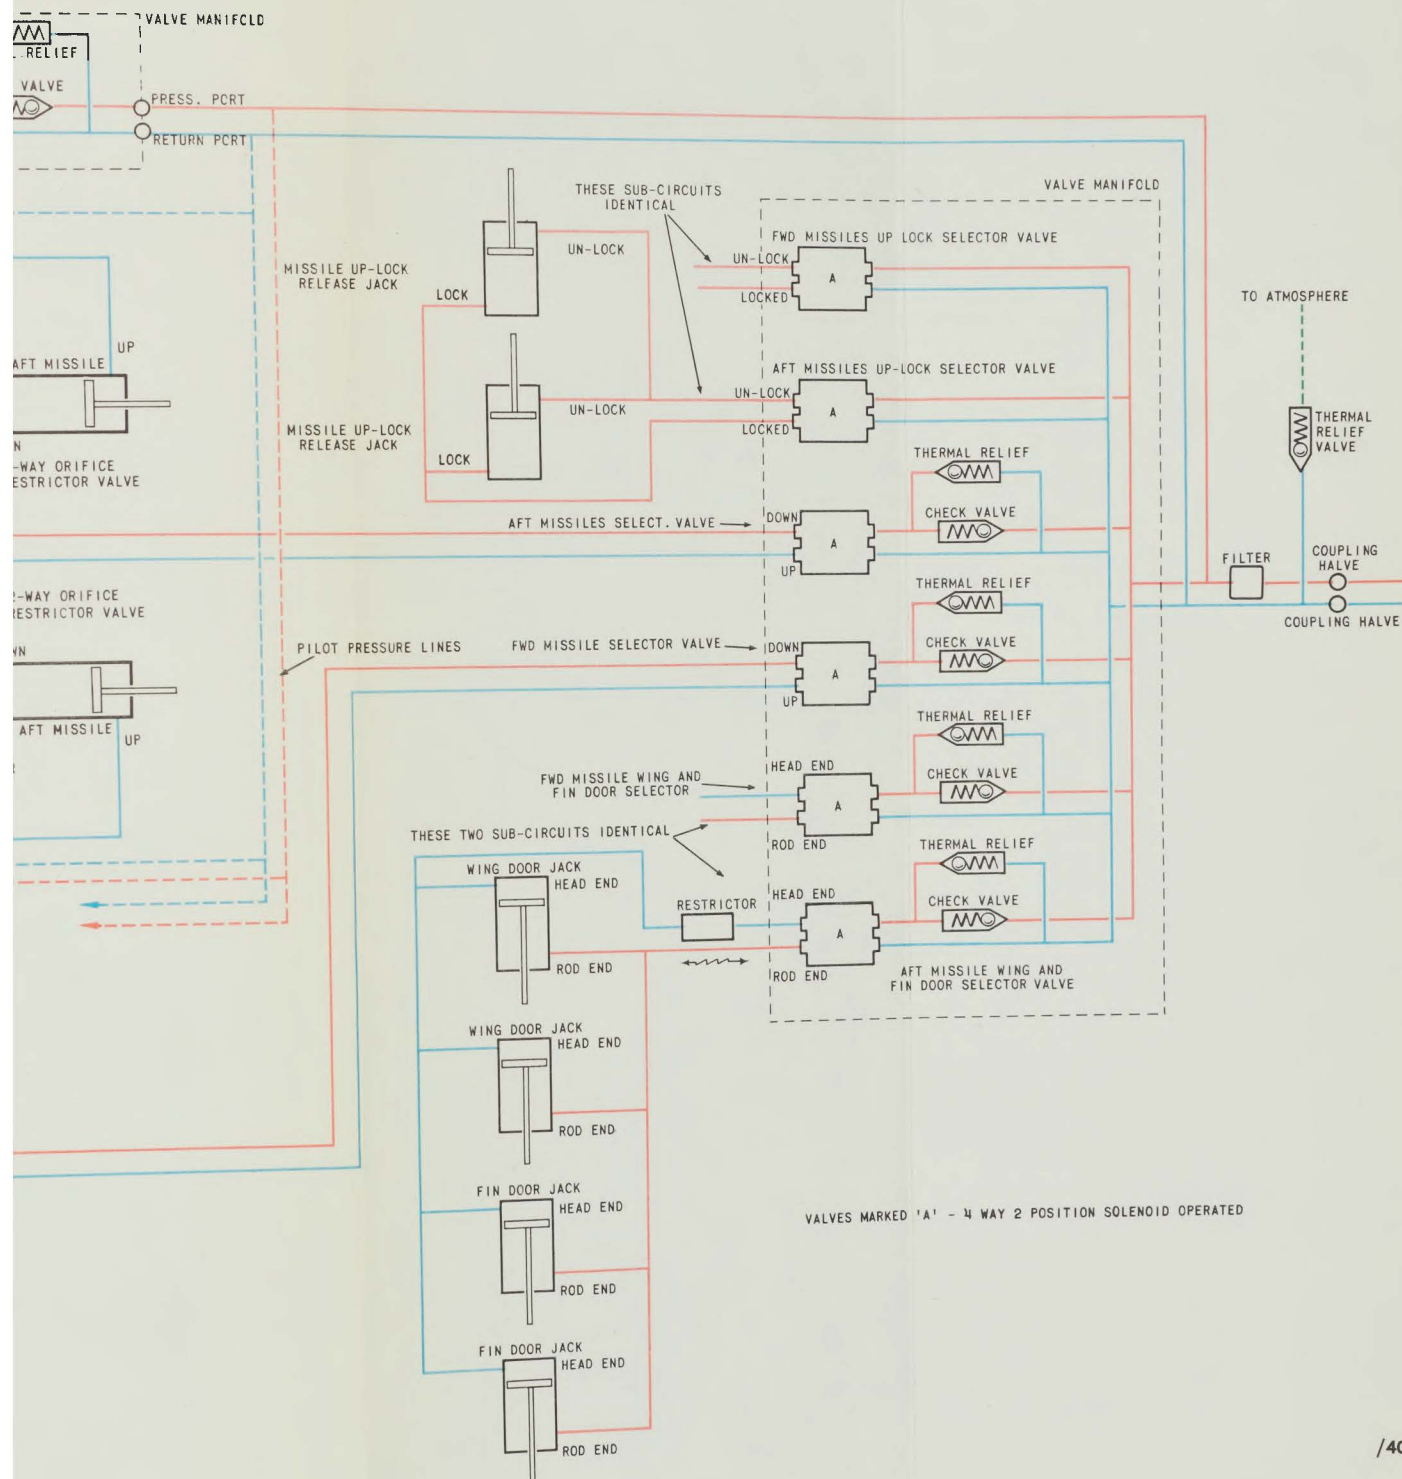 VALVE MANIFCLD
RELIEF
VALVE
PRESS. PCRT
RETURN PCRT
THESE SUB-CIRCUITS
IDENTICAL
VALVE MANIFCLD
FWD MISSILES UP LOCK SELECTOR VALVE
UN-LOCK
A
LOCKED
MISSILE UP-LOCK
RELEASE JACK
UN-LOCK
LOCK
TO ATMOSPHERE
UP
AFT MISSILE
AFT MISSILES UP-LOCK SELECTOR VALVE
UN-LOCK
A
LOCKED
UN-LOCK
MISSILE UP-LOCK
RELEASE JACK
LOCK
THERMAL
RELIEF
VALVE
N
-WAY ORIFICE
ESTRICTOR VALVE
THERMAL RELIEF
CHECK VALVE
AFT MISSILES SELECT. VALVE
DOWN
A
UP
FILTER
COUPLING
HALVE
COUPLING HALVE
2-WAY ORIFICE
RESTRICTOR VALVE
THERMAL RELIEF
CHECK VALVE
WN
PILOT PRESSURE LINES
FWD MISSILE SELECTOR VALVE
DOWN
A
UP
AFT MISSILE
UP
THERMAL RELIEF
CHECK VALVE
FWD MISSILE WING AND
FIN DOOR SELECTOR
HEAD END
A
ROD END
THESE TWO SUB-CIRCUITS IDENTICAL
THERMAL RELIEF
CHECK VALVE
WING DOOR JACK
HEAD END
RESTRICTOR
HEAD END
A
ROD END
ROD END
AFT MISSILE WING AND
FIN DOOR SELECTOR VALVE
WING DOOR JACK
HEAD END
ROD END
FIN DOOR JACK
HEAD END
ROD END
VALVES MARKED 'A' - 4 WAY 2 POSITION SOLENOID OPERATED
FIN DOOR JACK
HEAD END
ROD END
/40